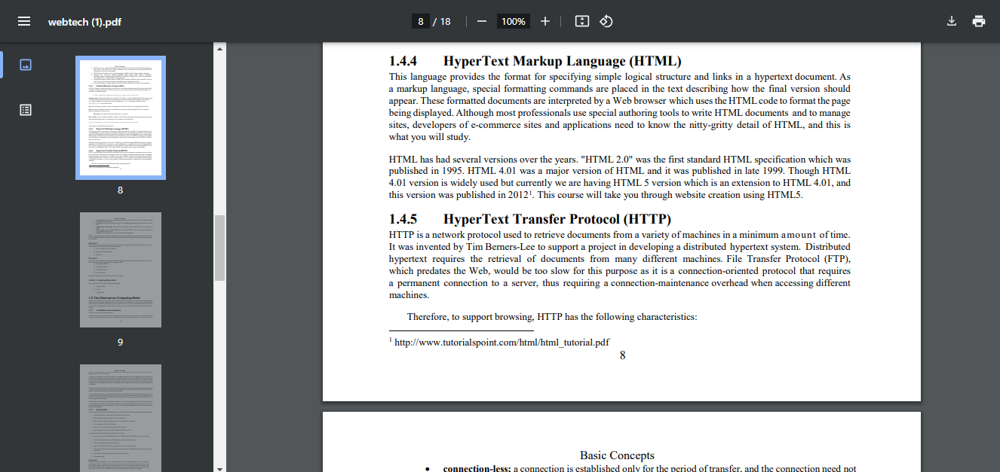 webtech (1).pdf
8 / 18
100%
8
9
1.4.4 HyperText Markup Language (HTML)
This language provides the format for specifying simple logical structure and links in a hypertext document. As
a markup language, special formatting commands are placed in the text describing how the final version should
appear. These formatted documents are interpreted by a Web browser which uses the HTML code to format the page
being displayed. Although most professionals use special authoring tools to write HTML documents and to manage
sites, developers of e-commerce sites and applications need to know the nitty-gritty detail of HTML, and this is
what you will study.
HTML has had several versions over the years. "HTML 2.0" was the first standard HTML specification which was
published in 1995. HTML 4.01 was a major version of HTML and it was published in late 1999. Though HTML
4.01 version is widely used but currently we are having HTML 5 version which is an extension to HTML 4.01, and
this version was published in 2012¹. This course will take you through website creation using HTML5.
1.4.5 HyperText Transfer Protocol (HTTP)
HTTP is a network protocol used to retrieve documents from a variety of machines in a minimum amount of time.
It was invented by Tim Berners-Lee to support a project in developing a distributed hypertext system. Distributed
hypertext requires the retrieval of documents from many different machines. File Transfer Protocol (FTP),
which predates the Web, would be too slow for this purpose as it is a connection-oriented protocol that requires
a permanent connection to a server, thus requiring a connection-maintenance overhead when accessing different
machines.
Therefore, to support browsing, HTTP has the following characteristics:
¹ http://www.tutorialspoint.com/html/html_tutorial.pdf
8
Basic Concepts
• connection-less: a connection is established only for the period of transfer, and the connection need not